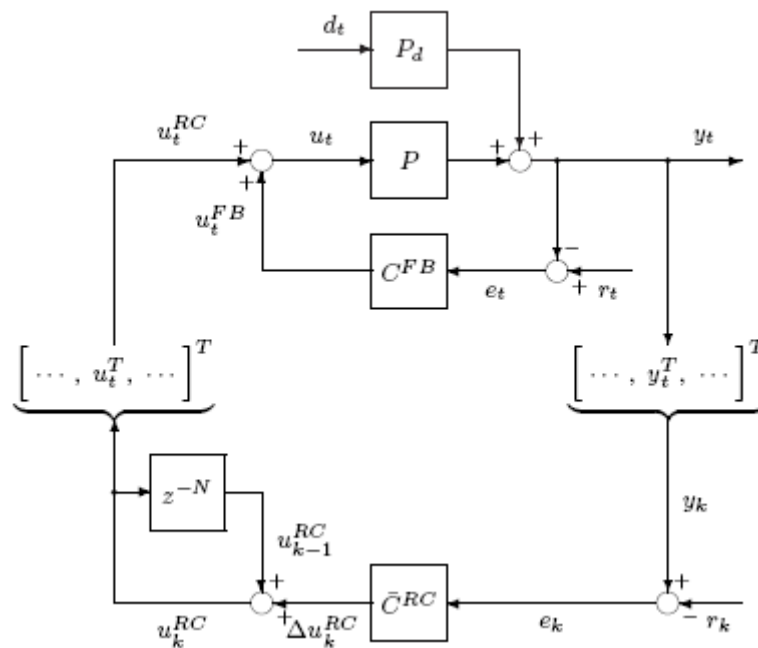 d_t
P_d
u_t^{RC} + u_t P + + y_t
+
u_t^{FB}
C^{FB} −
e_t + r_t
[ ··· , u_t^T , ··· ]^T [ ··· , y_t^T , ··· ]^T
z^{-N}
y_k
u_{k-1}^{RC}
+ C̄^{RC} +
u_k^{RC} + Δu_k^{RC} e_k − r_k